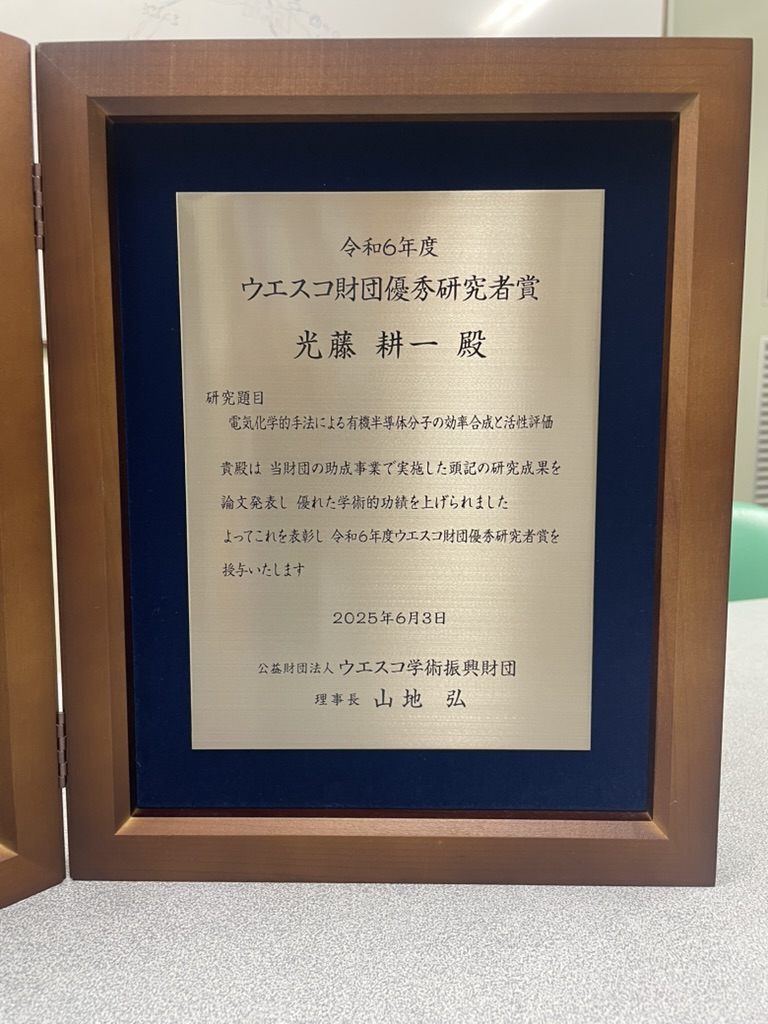 令和6年度
ウエスコ財団優秀研究者賞
光藤 耕一 殿
研究題目
電気化学的手法による有機半導体分子の効率合成と活性評価
貴殿は 当財団の助成事業で実施した頭記の研究成果を
論文発表し 優れた学術的功績を上げられました
よってこれを表彰し 令和6年度ウエスコ財団優秀研究者賞を
授与いたします
2025年6月3日
公益財団法人 ウエスコ学術振興財団
理事長 山地 弘